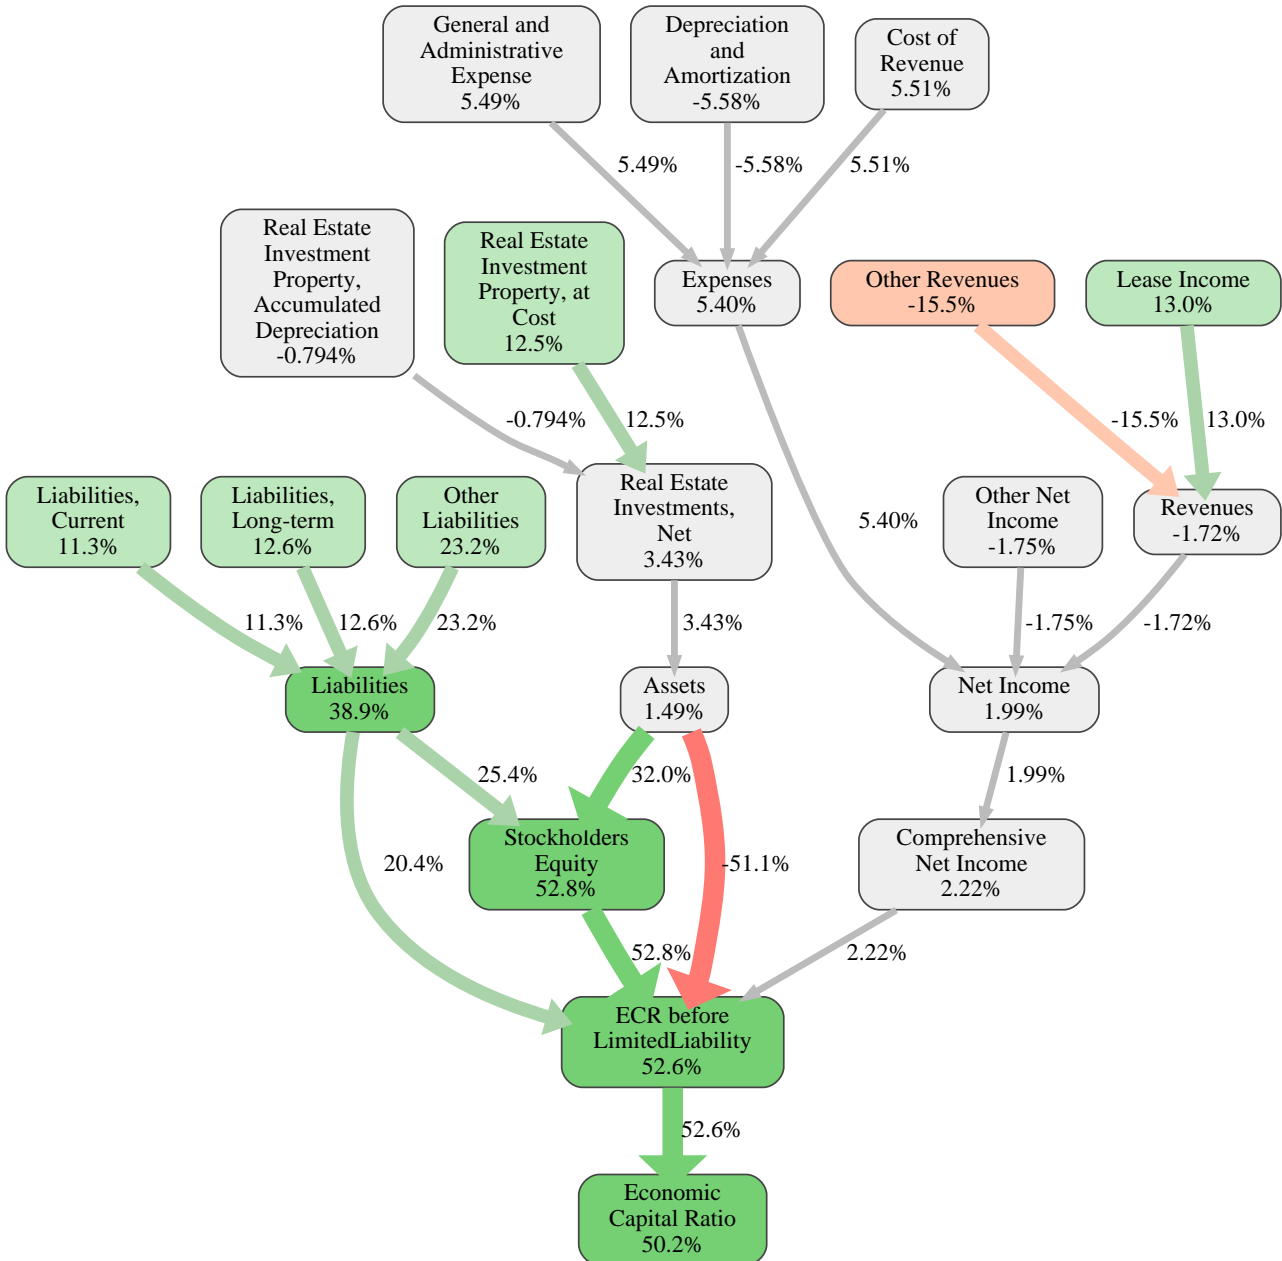 General and
Administrative
Expense
5.49%
Depreciation
and
Amortization
-5.58%
Cost of
Revenue
5.51%
5.49%
-5.58%
5.51%
Real Estate
Investment
Property,
Accumulated
Depreciation
-0.794%
Real Estate
Investment
Property, at
Cost
12.5%
Expenses
5.40%
Other Revenues
-15.5%
Lease Income
13.0%
-0.794%
12.5%
-15.5%
13.0%
Liabilities,
Current
11.3%
Liabilities,
Long-term
12.6%
Other
Liabilities
23.2%
Real Estate
Investments,
Net
3.43%
5.40%
Other Net
Income
-1.75%
Revenues
-1.72%
11.3%
12.6%
23.2%
3.43%
-1.75%
-1.72%
Liabilities
38.9%
Assets
1.49%
Net Income
1.99%
25.4%
32.0%
1.99%
20.4%
Stockholders
Equity
52.8%
-51.1%
Comprehensive
Net Income
2.22%
52.8%
2.22%
ECR before
LimitedLiability
52.6%
52.6%
Economic
Capital Ratio
50.2%